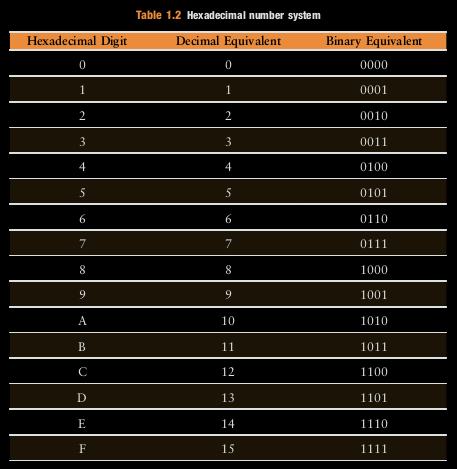 Table 1.2 Hexadecimal number system
Hexadecimal Digit Decimal Equivalent Binary Equivalent
0 0 0000
1 1 0001
2 2 0010
3 3 0011
4 4 0100
5 5 0101
6 6 0110
7 7 0111
8 8 1000
9 9 1001
A 10 1010
B 11 1011
C 12 1100
D 13 1101
E 14 1110
F 15 1111